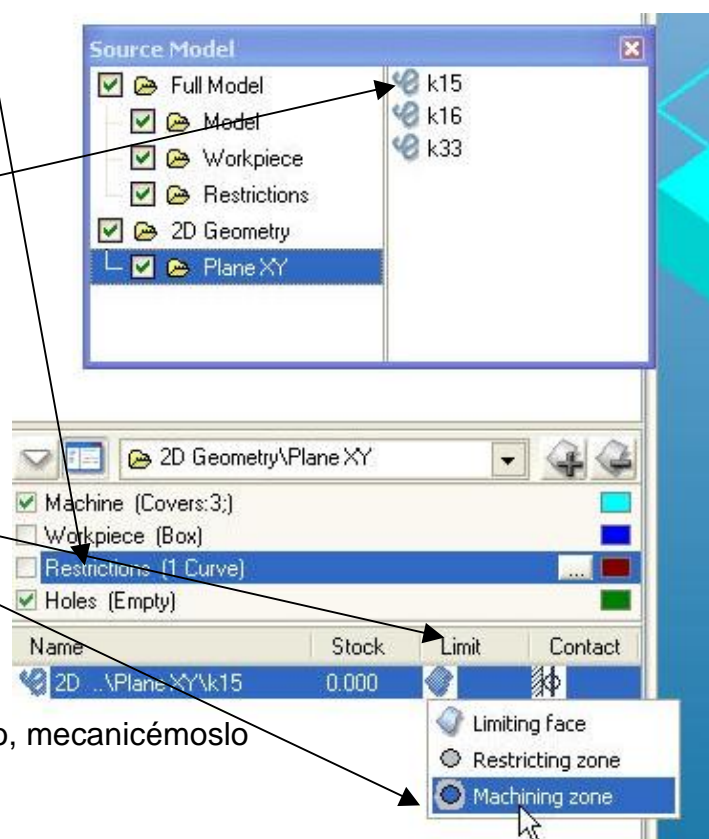 Source Model
Full Model
k15
Model
k16
Workpiece
k33
Restrictions
2D Geometry
Plane XY
2D Geometry\Plane XY
Machine (Covers:3;)
Workpiece (Box)
Restrictions (1 Curve) ...
Holes (Empty)
Name Stock Limit Contact
2D ..\Plane XY\k15 0.000
Limiting face
o, mecanicémoslo
Restricting zone
Machining zone